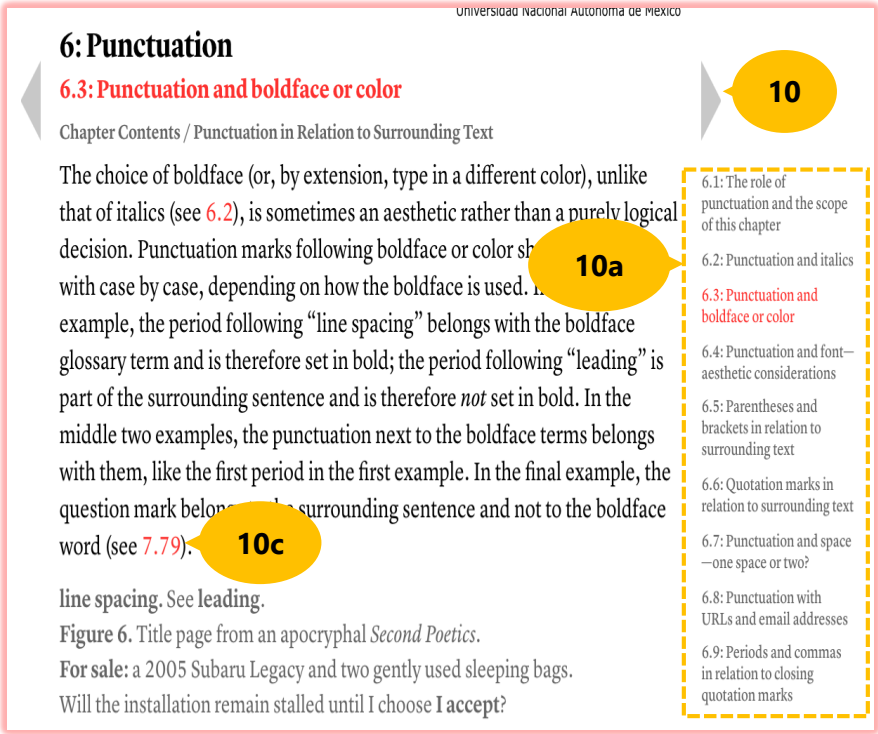 Universidad Nacional Autónoma de México
6: Punctuation
6.3: Punctuation and boldface or color
10
Chapter Contents / Punctuation in Relation to Surrounding Text
The choice of boldface (or, by extension, type in a different color), unlike
that of italics (see 6.2), is sometimes an aesthetic rather than a purely logical
decision. Punctuation marks following boldface or color
with case by case, depending on how the boldface is used.
example, the period following “line spacing” belongs with the boldface
glossary term and is therefore set in bold; the period following “leading” is
part of the surrounding sentence and is therefore not set in bold. In the
middle two examples, the punctuation next to the boldface terms belongs
with them, like the first period in the first example. In the final example, the
question mark surrounding sentence and not to the boldface
word (see 7.79).
10a
10c
line spacing. See leading.
Figure 6. Title page from an apocryphal Second Poetics.
For sale: a 2005 Subaru Legacy and two gently used sleeping bags.
Will the installation remain stalled until I choose I accept?
6.1: The role of
punctuation and the scope
of this chapter
6.2: Punctuation and italics
6.3: Punctuation and
boldface or color
6.4: Punctuation and font—
aesthetic considerations
6.5: Parentheses and
brackets in relation to
surrounding text
6.6: Quotation marks in
relation to surrounding text
6.7: Punctuation and space
—one space or two?
6.8: Punctuation with
URLs and email addresses
6.9: Periods and commas
in relation to closing
quotation marks